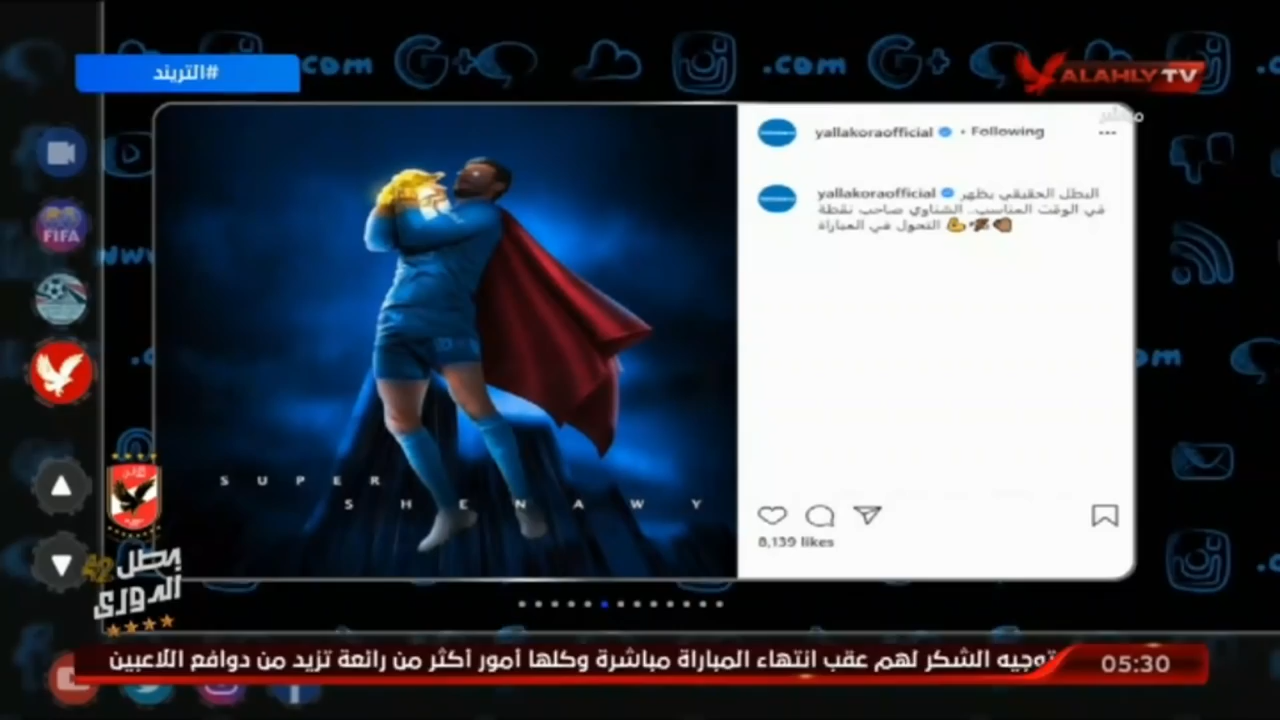 #التريند
ALAHLY TV
مباشر
yallakoraofficial • Following
yallakoraofficial البطل الحقيقي يظهر
في الوقت المناسب.. الشناوي صاحب نقطة
التحول في المباراة
FIFA
SUPER
SHENAWY
8,139 likes
بطل 42
الدوري
توجيه الشكر لهم عقب انتهاء المباراة مباشرة وكلها أمور أكثر من رائعة تزيد من دوافع اللاعبين
05:30